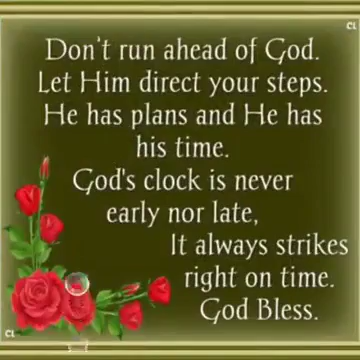 Don't run ahead of God.
Let Him direct your steps.
He has plans and He has
his time.
God's clock is never
early nor late,
It always strikes
right on time.
God Bless.